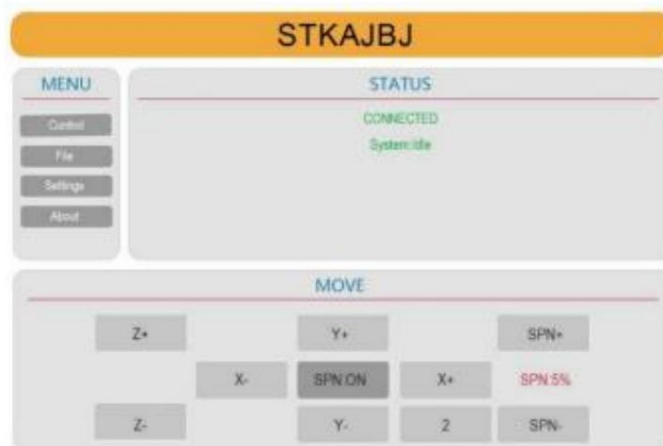 STKAJBJ
MENU
Control
File
Settings
About
STATUS
CONNECTED
System:Idle
MOVE
Z+ Y+ SPN+
X- SPN:ON X+ SPN:5%
Z- Y- 2 SPN-